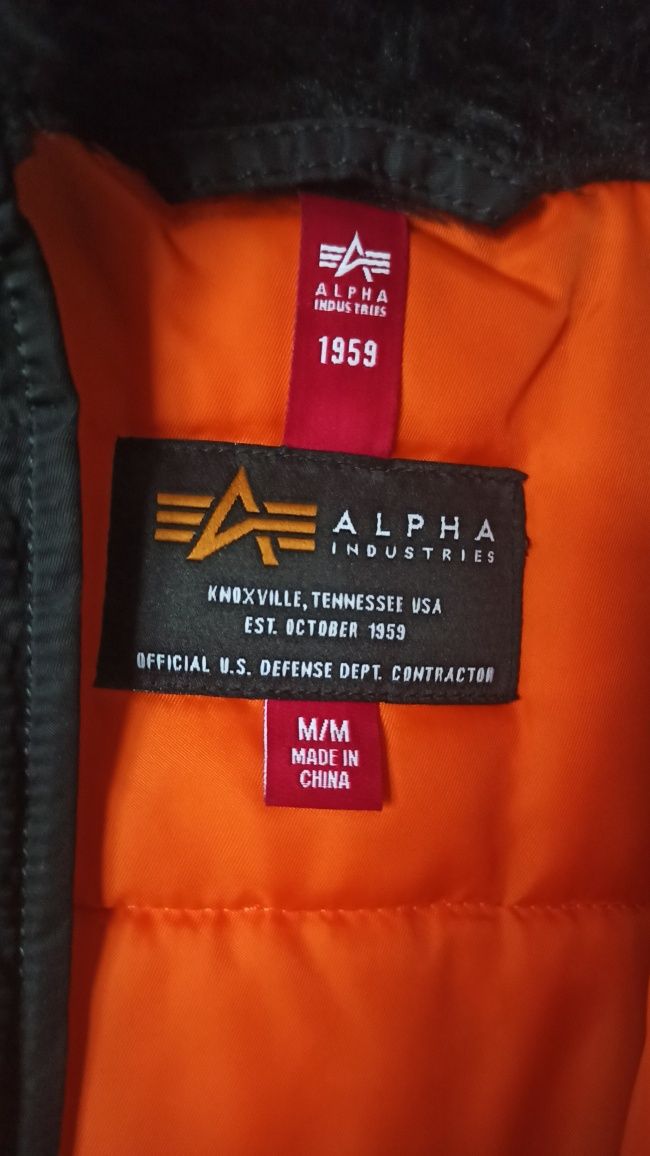 ALPHA
INDUSTRIES
1959
ALPHA
INDUSTRIES
KNOXVILLE, TENNESSEE USA
EST. OCTOBER 1959
OFFICIAL U.S. DEFENSE DEPT. CONTRACTOR
M/M
MADE IN
CHINA